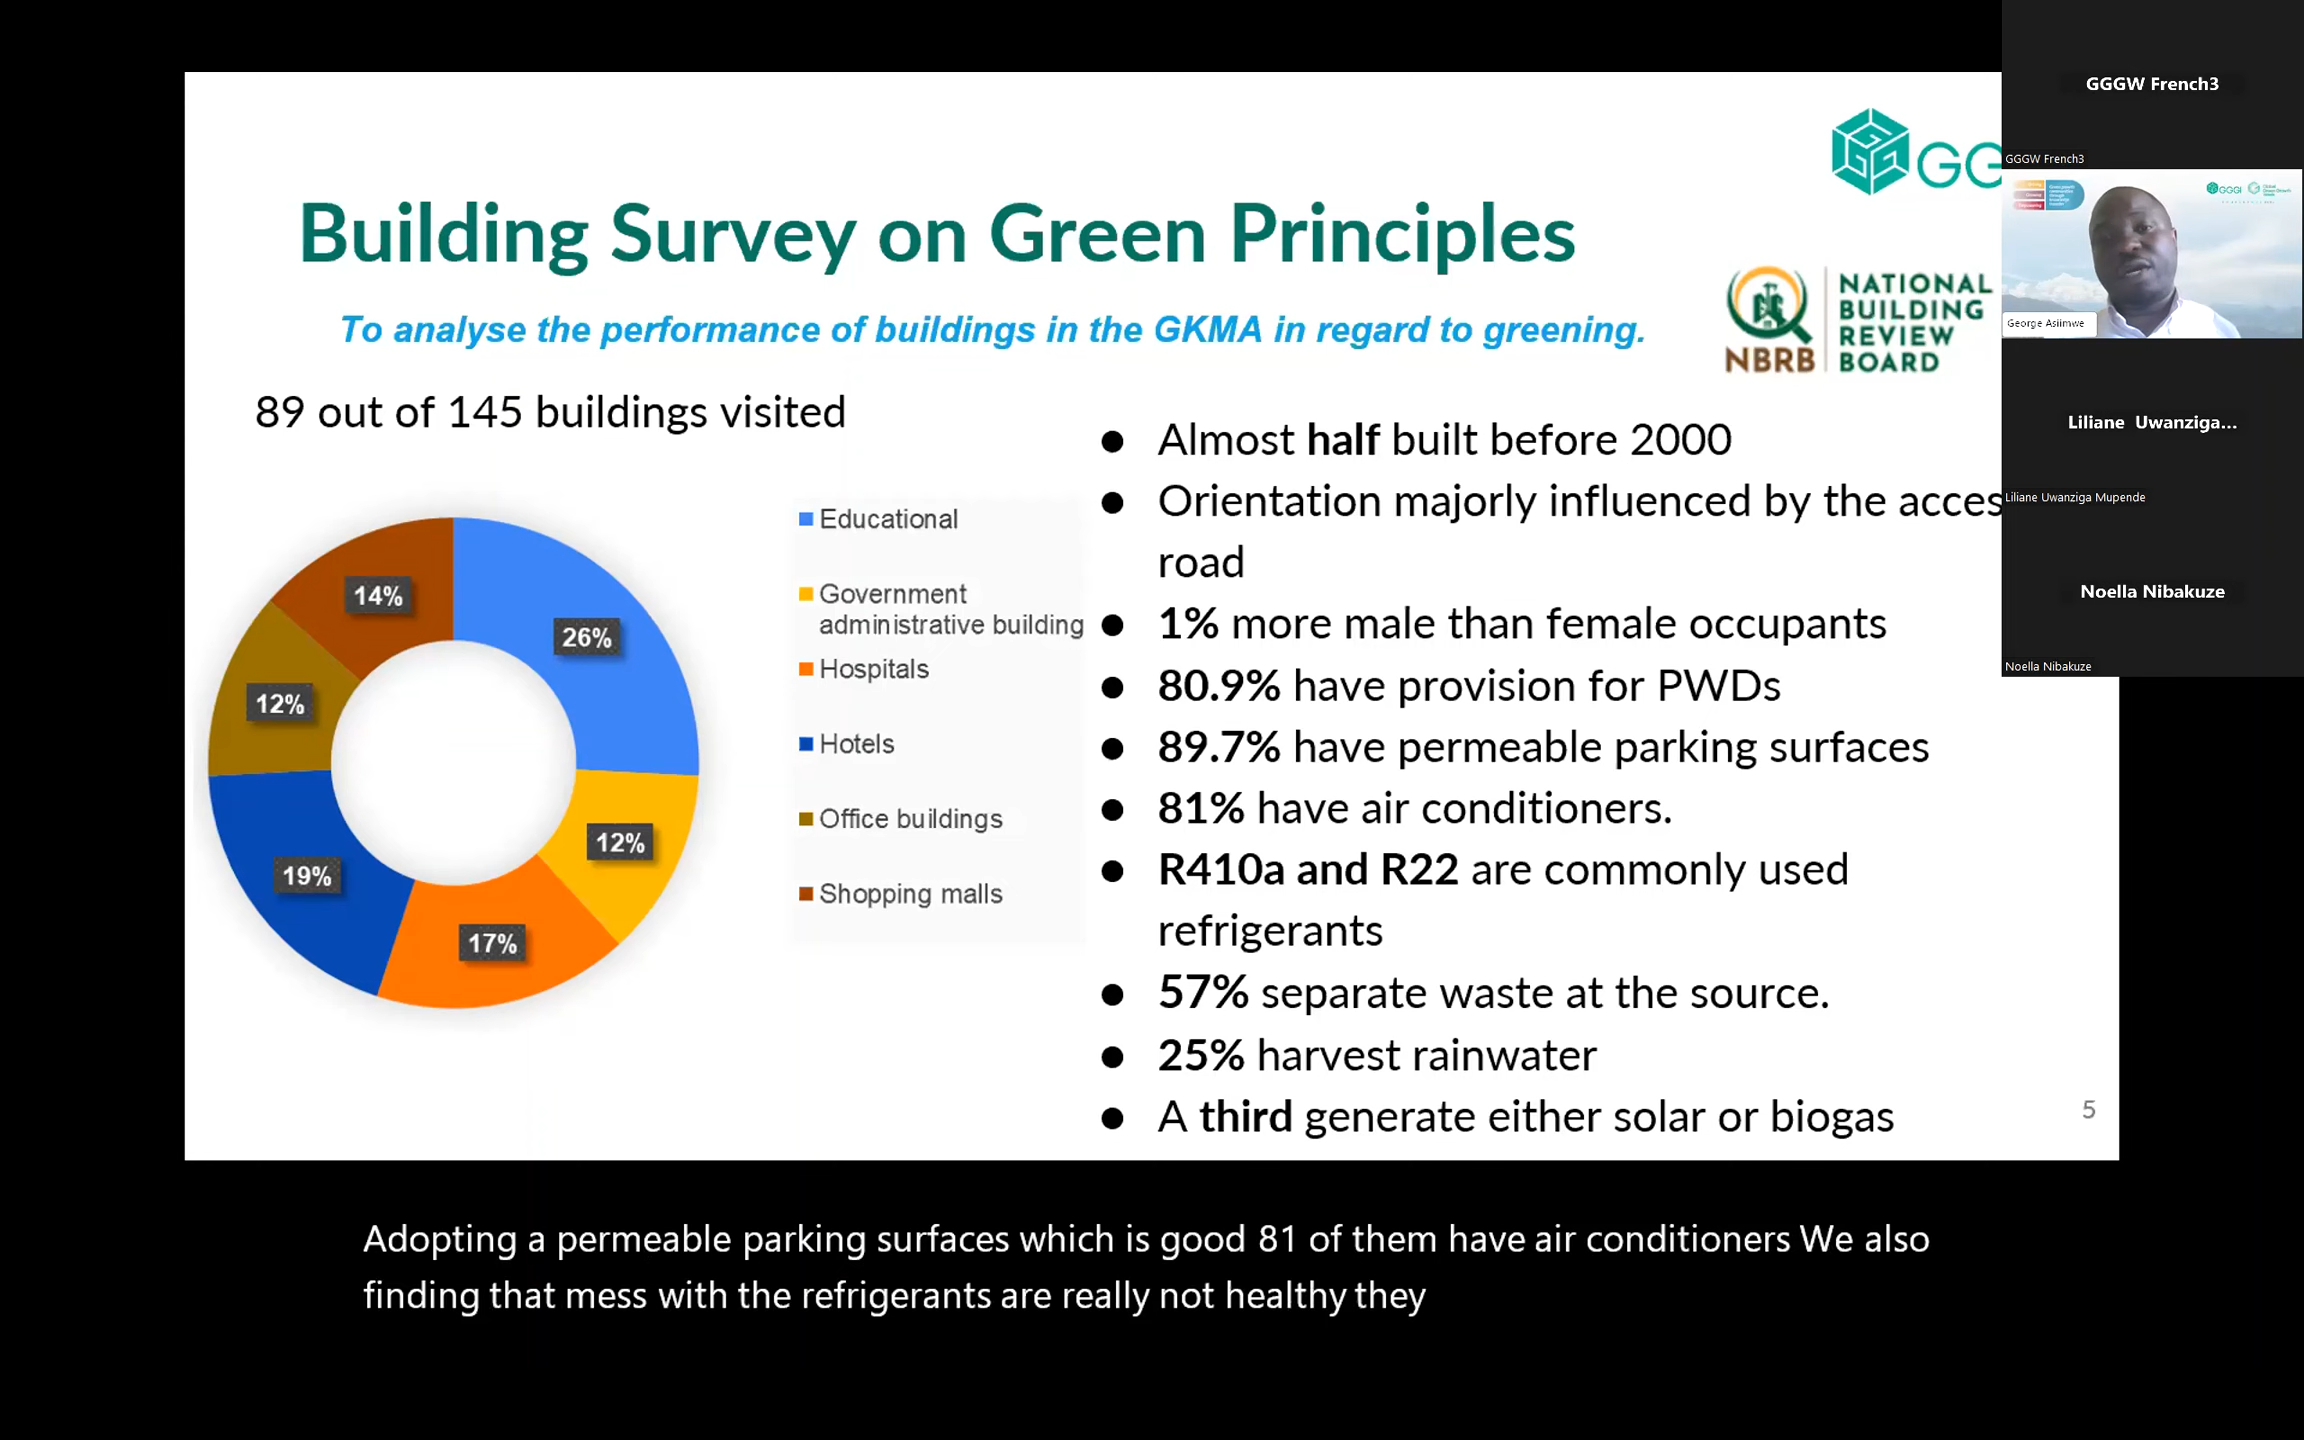 GG
Building Survey on Green Principles
To analyse the performance of buildings in the GKMA in regard to greening.
NBRB
NATIONAL
BUILDING
REVIEW
BOARD
89 out of 145 buildings visited
14%
26%
12%
12%
19%
17%
Educational
Government
administrative building
Hospitals
Hotels
Office buildings
Shopping malls
● Almost half built before 2000
● Orientation majorly influenced by the acces
road
● 1% more male than female occupants
● 80.9% have provision for PWDs
● 89.7% have permeable parking surfaces
● 81% have air conditioners.
● R410a and R22 are commonly used
refrigerants
● 57% separate waste at the source.
● 25% harvest rainwater
● A third generate either solar or biogas
5
GGGW French3
GGGW French3
GGGI
George Asiimwe
Liliane Uwanziga...
Liliane Uwanziga Mupende
Noella Nibakuze
Noella Nibakuze
Adopting a permeable parking surfaces which is good 81 of them have air conditioners We also
finding that mess with the refrigerants are really not healthy they